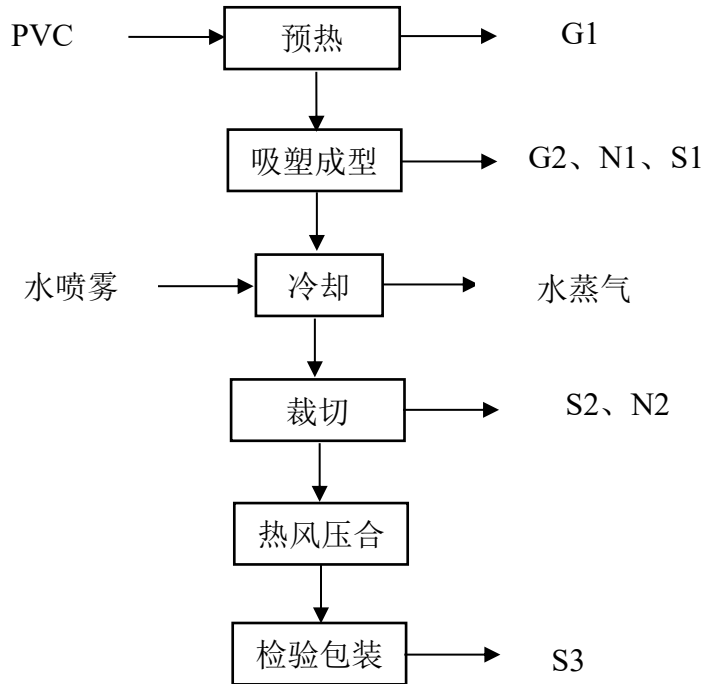 PVC 预热 G1
吸塑成型 G2、N1、S1
水喷雾 冷却 水蒸气
裁切 S2、N2
热风压合
检验包装 S3